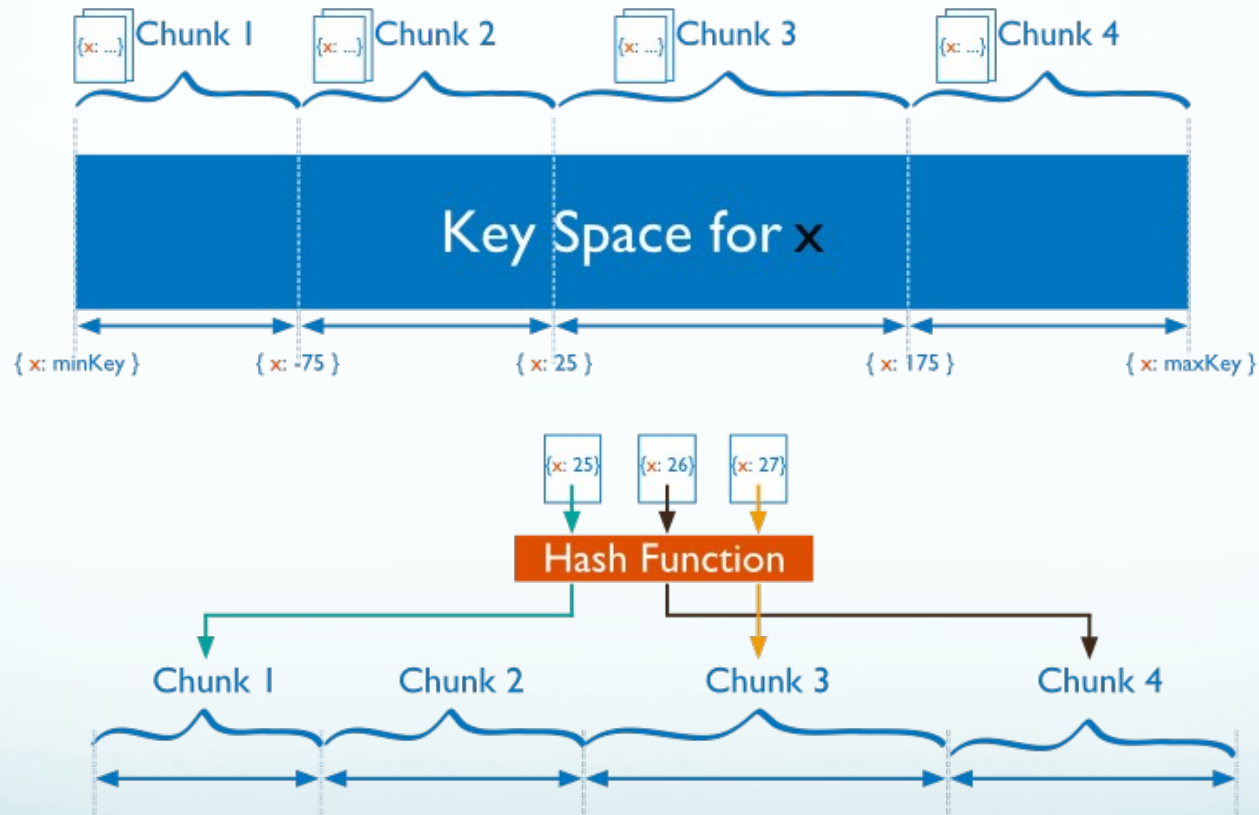 {x: ...} Chunk 1 {x: ...} Chunk 2 {x: ...} Chunk 3 {x: ...} Chunk 4
Key Space for x
{ x: minKey } { x: -75 } { x: 25 } { x: 175 } { x: maxKey }
{x: 25} {x: 26} {x: 27}
Hash Function
Chunk 1 Chunk 2 Chunk 3 Chunk 4